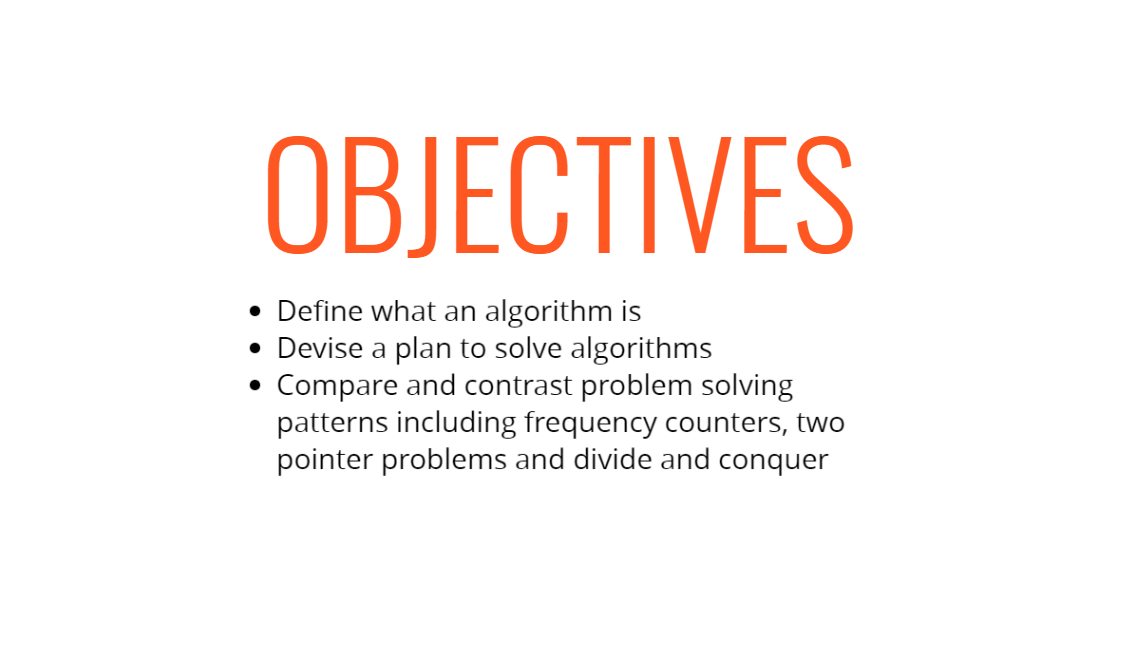 OBJECTIVES
• Define what an algorithm is
• Devise a plan to solve algorithms
• Compare and contrast problem solving
patterns including frequency counters, two
pointer problems and divide and conquer